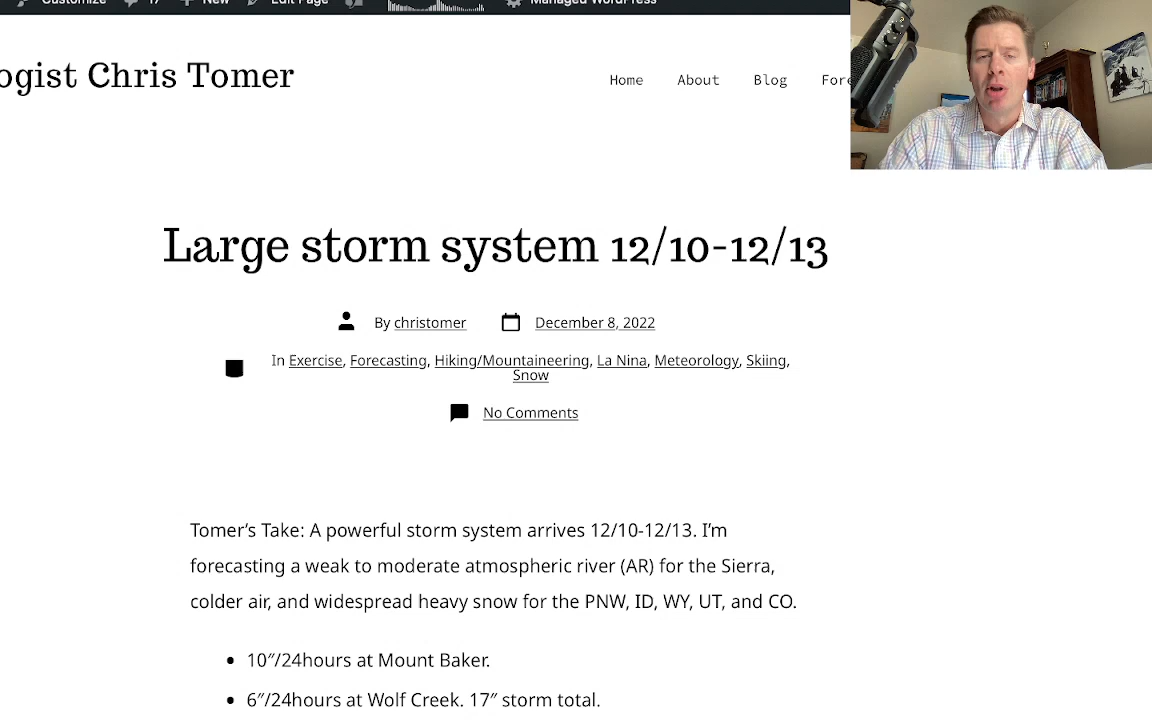 Customize 17 New Edit Page Managed WordPress
ogist Chris Tomer
Home About Blog Fore
Large storm system 12/10-12/13
By christomer December 8, 2022
In Exercise, Forecasting, Hiking/Mountaineering, La Nina, Meteorology, Skiing,
Snow
No Comments
Tomer’s Take: A powerful storm system arrives 12/10-12/13. I’m
forecasting a weak to moderate atmospheric river (AR) for the Sierra,
colder air, and widespread heavy snow for the PNW, ID, WY, UT, and CO.
• 10″/24hours at Mount Baker.
• 6″/24hours at Wolf Creek. 17″ storm total.